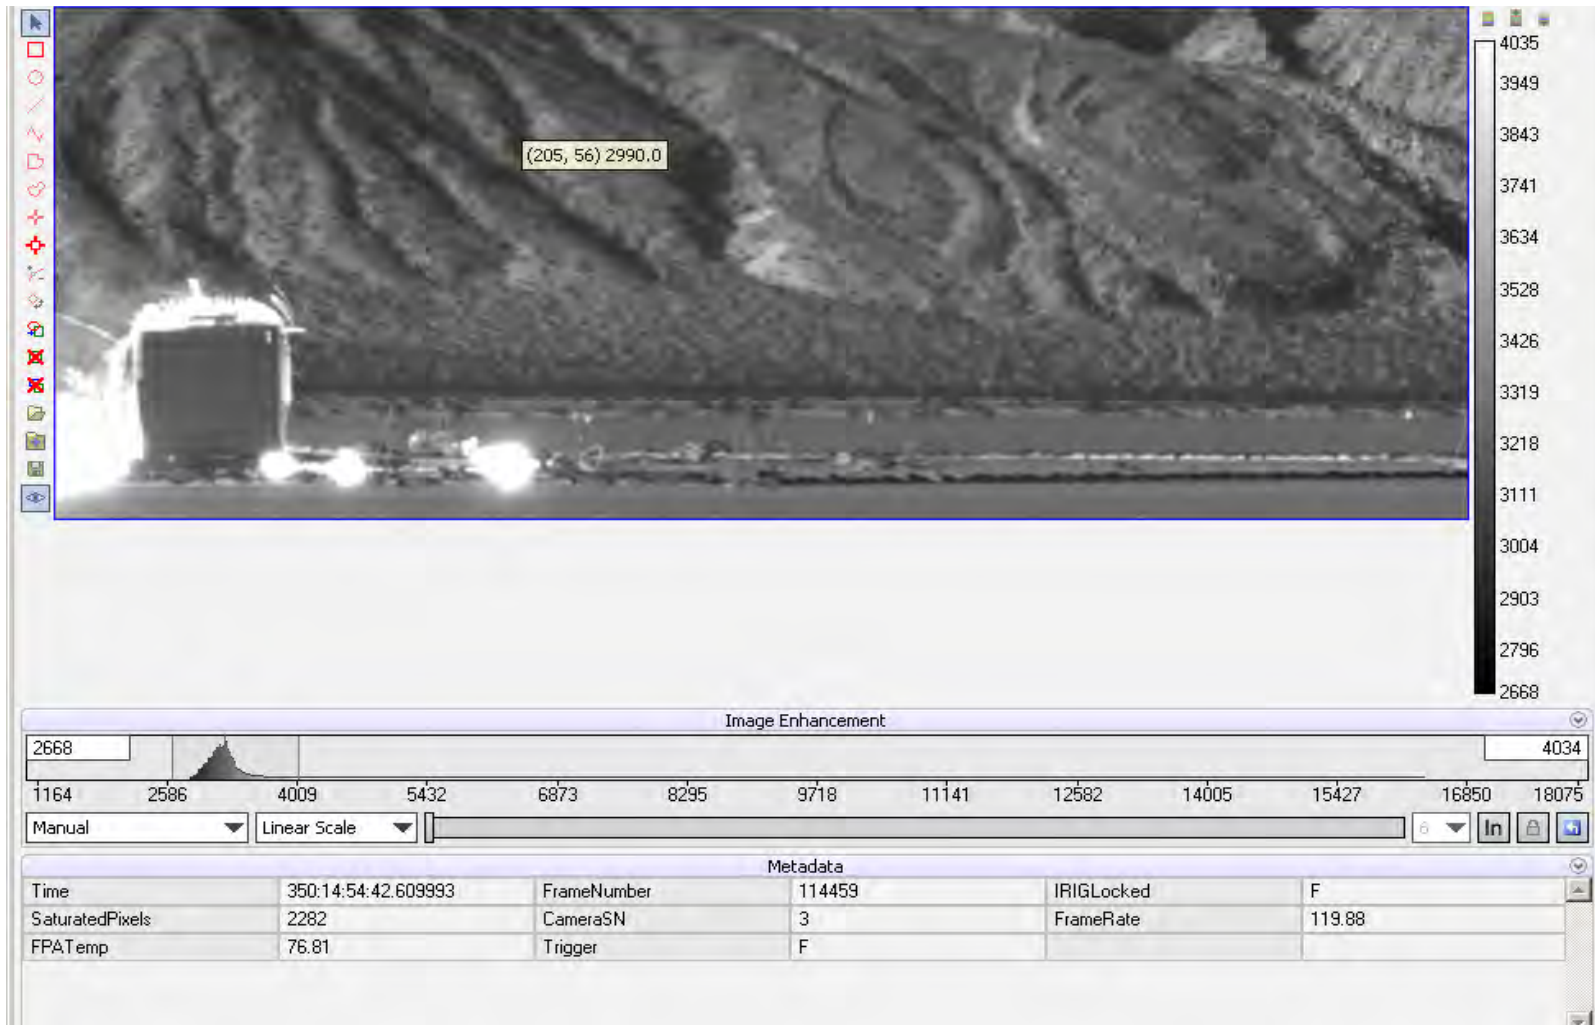 4035
3949
3843
(205, 56) 2990.0
3741
3634
3528
3426
3319
3218
3111
3004
2903
2796
2668
Image Enhancement
2668 4034
1164 2586 4009 5432 6873 8295 9718 11141 12582 14005 15427 16850 18075
Manual Linear Scale 6 In
Metadata
Time 350:14:54:42.609993 FrameNumber 114459 IRIGLocked F
SaturatedPixels 2282 CameraSN 3 FrameRate 119.88
FPATemp 76.81 Trigger F